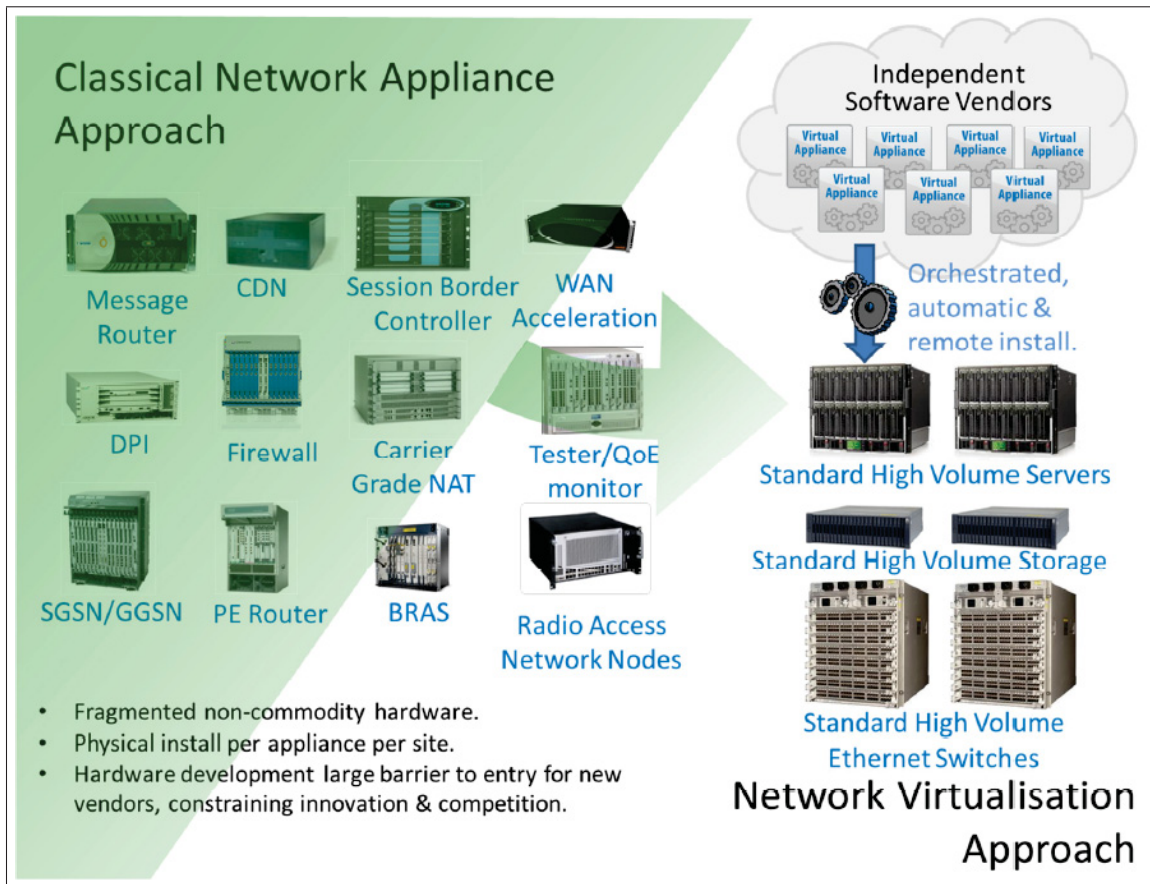 Classical Network Appliance
Approach
Independent
Software Vendors
Virtual
Appliance
Virtual
Appliance
Virtual
Appliance
Virtual
Appliance
Virtual
Appliance
Virtual
Appliance
Virtual
Appliance
Orchestrated,
automatic &
remote install.
Message
Router
CDN
Session Border
Controller
WAN
Acceleration
DPI
Firewall
Carrier
Grade NAT
Tester/QoE
monitor
SGSN/GGSN
PE Router
BRAS
Radio Access
Network Nodes
Standard High Volume Servers
Standard High Volume Storage
Standard High Volume
Ethernet Switches
• Fragmented non-commodity hardware.
• Physical install per appliance per site.
• Hardware development large barrier to entry for new
vendors, constraining innovation & competition.
Network Virtualisation
Approach